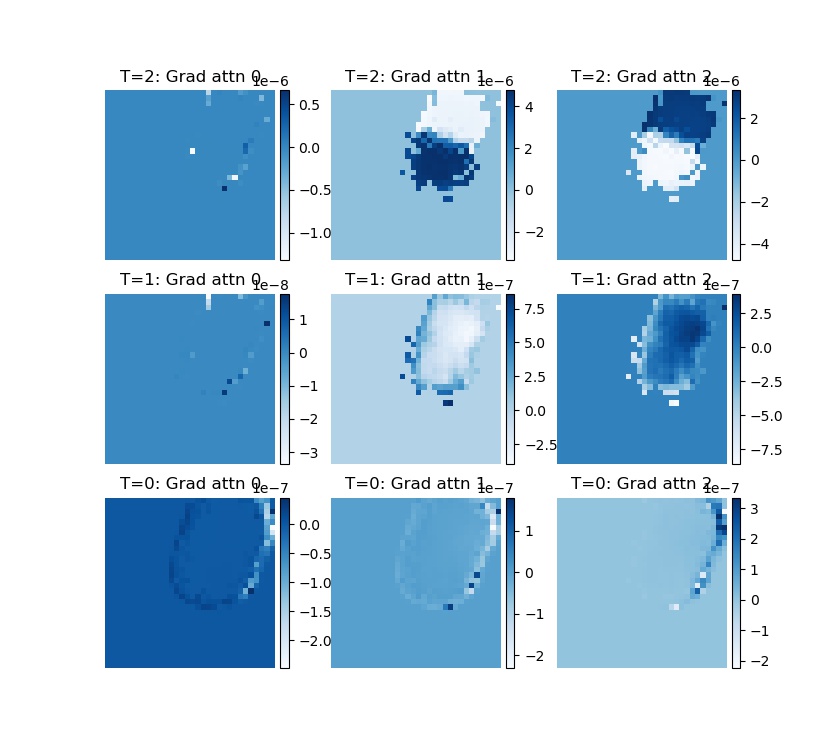 T=2: Grad attn 0
1e−6
0.5
0.0
−0.5
−1.0
T=2: Grad attn 1
1e−6
4
2
0
−2
T=2: Grad attn 2
1e−6
2
0
−2
−4
T=1: Grad attn 0
1e−8
1
0
−1
−2
−3
T=1: Grad attn 1
1e−7
7.5
5.0
2.5
0.0
−2.5
T=1: Grad attn 2
1e−7
2.5
0.0
−2.5
−5.0
−7.5
T=0: Grad attn 0
1e−7
0.0
−0.5
−1.0
−1.5
−2.0
T=0: Grad attn 1
1e−7
1
0
−1
−2
T=0: Grad attn 2
1e−7
3
2
1
0
−1
−2